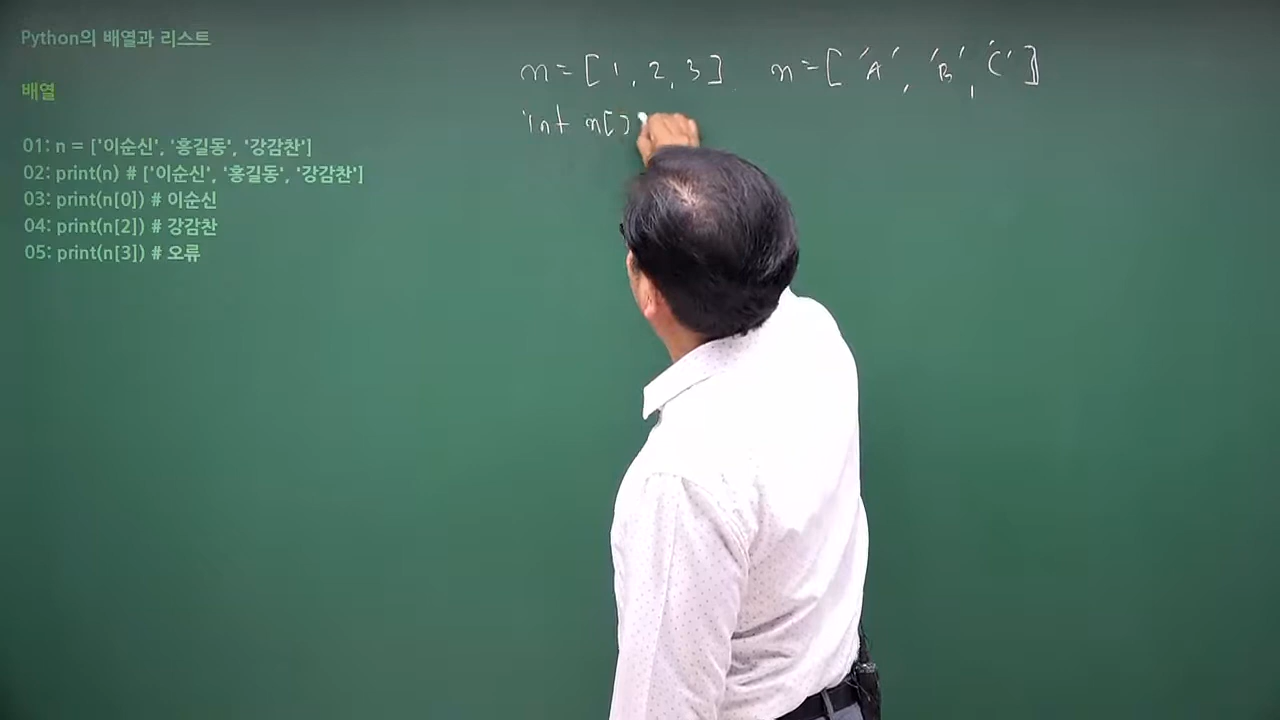 Python의 배열과 리스트
배열
01: n = ['이순신', '홍길동', '강감찬']
02: print(n) # ['이순신', '홍길동', '강감찬']
03: print(n[0]) # 이순신
04: print(n[2]) # 강감찬
05: print(n[3]) # 오류
n = [1, 2, 3] n = ['A', 'B', 'C']
int n[]